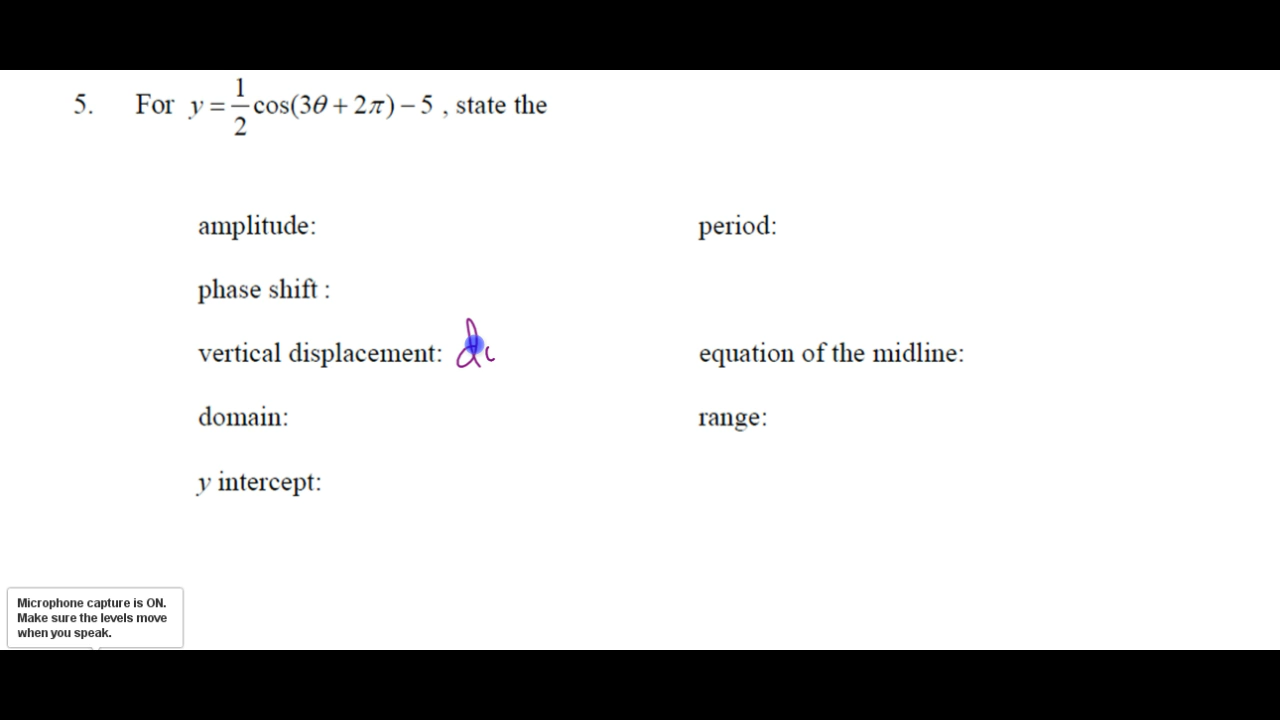 5. For y = 1/2 cos(3θ + 2π) − 5 , state the
amplitude: period:
phase shift :
vertical displacement: equation of the midline:
domain: range:
y intercept:
Microphone capture is ON.
Make sure the levels move
when you speak.